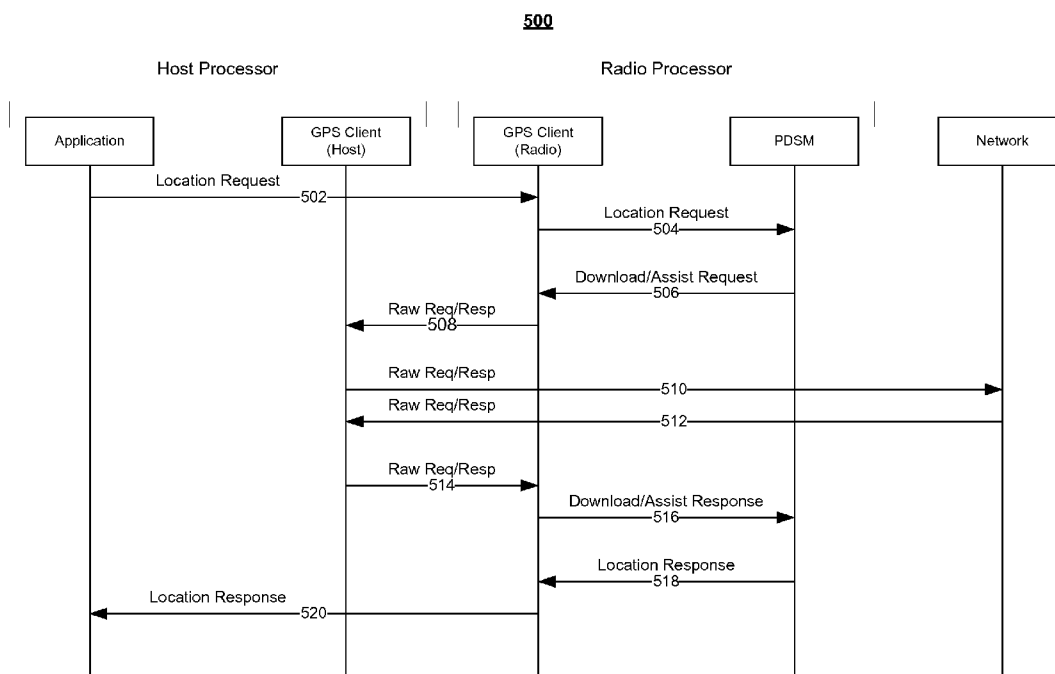 500
Host Processor
Radio Processor
Application
GPS Client
(Host)
GPS Client
(Radio)
PDSM
Network
Location Request
502
Location Request
504
Download/Assist Request
506
Raw Req/Resp
508
Raw Req/Resp
510
Raw Req/Resp
512
Raw Req/Resp
514
Download/Assist Response
516
Location Response
518
Location Response
520